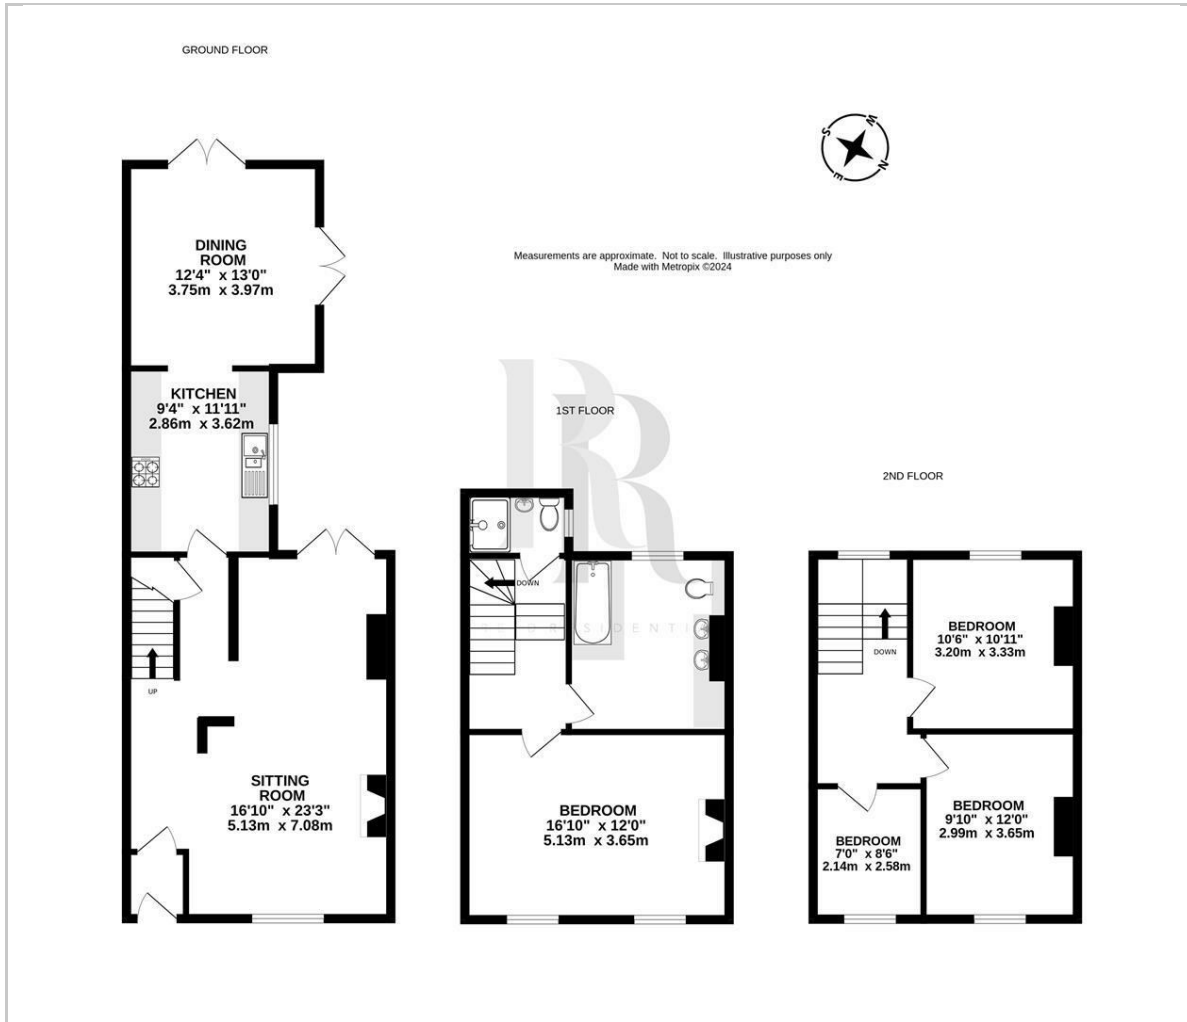 GROUND FLOOR
S
W
N
E
DINING
ROOM
12'4" x 13'0"
3.75m x 3.97m
Measurements are approximate. Not to scale. Illustrative purposes only
Made with Metropix ©2024
KITCHEN
9'4" x 11'11"
2.86m x 3.62m
UP
SITTING
ROOM
16'10" x 23'3"
5.13m x 7.08m
1ST FLOOR
DOWN
BEDROOM
16'10" x 12'0"
5.13m x 3.65m
2ND FLOOR
DOWN
BEDROOM
10'6" x 10'11"
3.20m x 3.33m
BEDROOM
9'10" x 12'0"
2.99m x 3.65m
BEDROOM
7'0" x 8'6"
2.14m x 2.58m